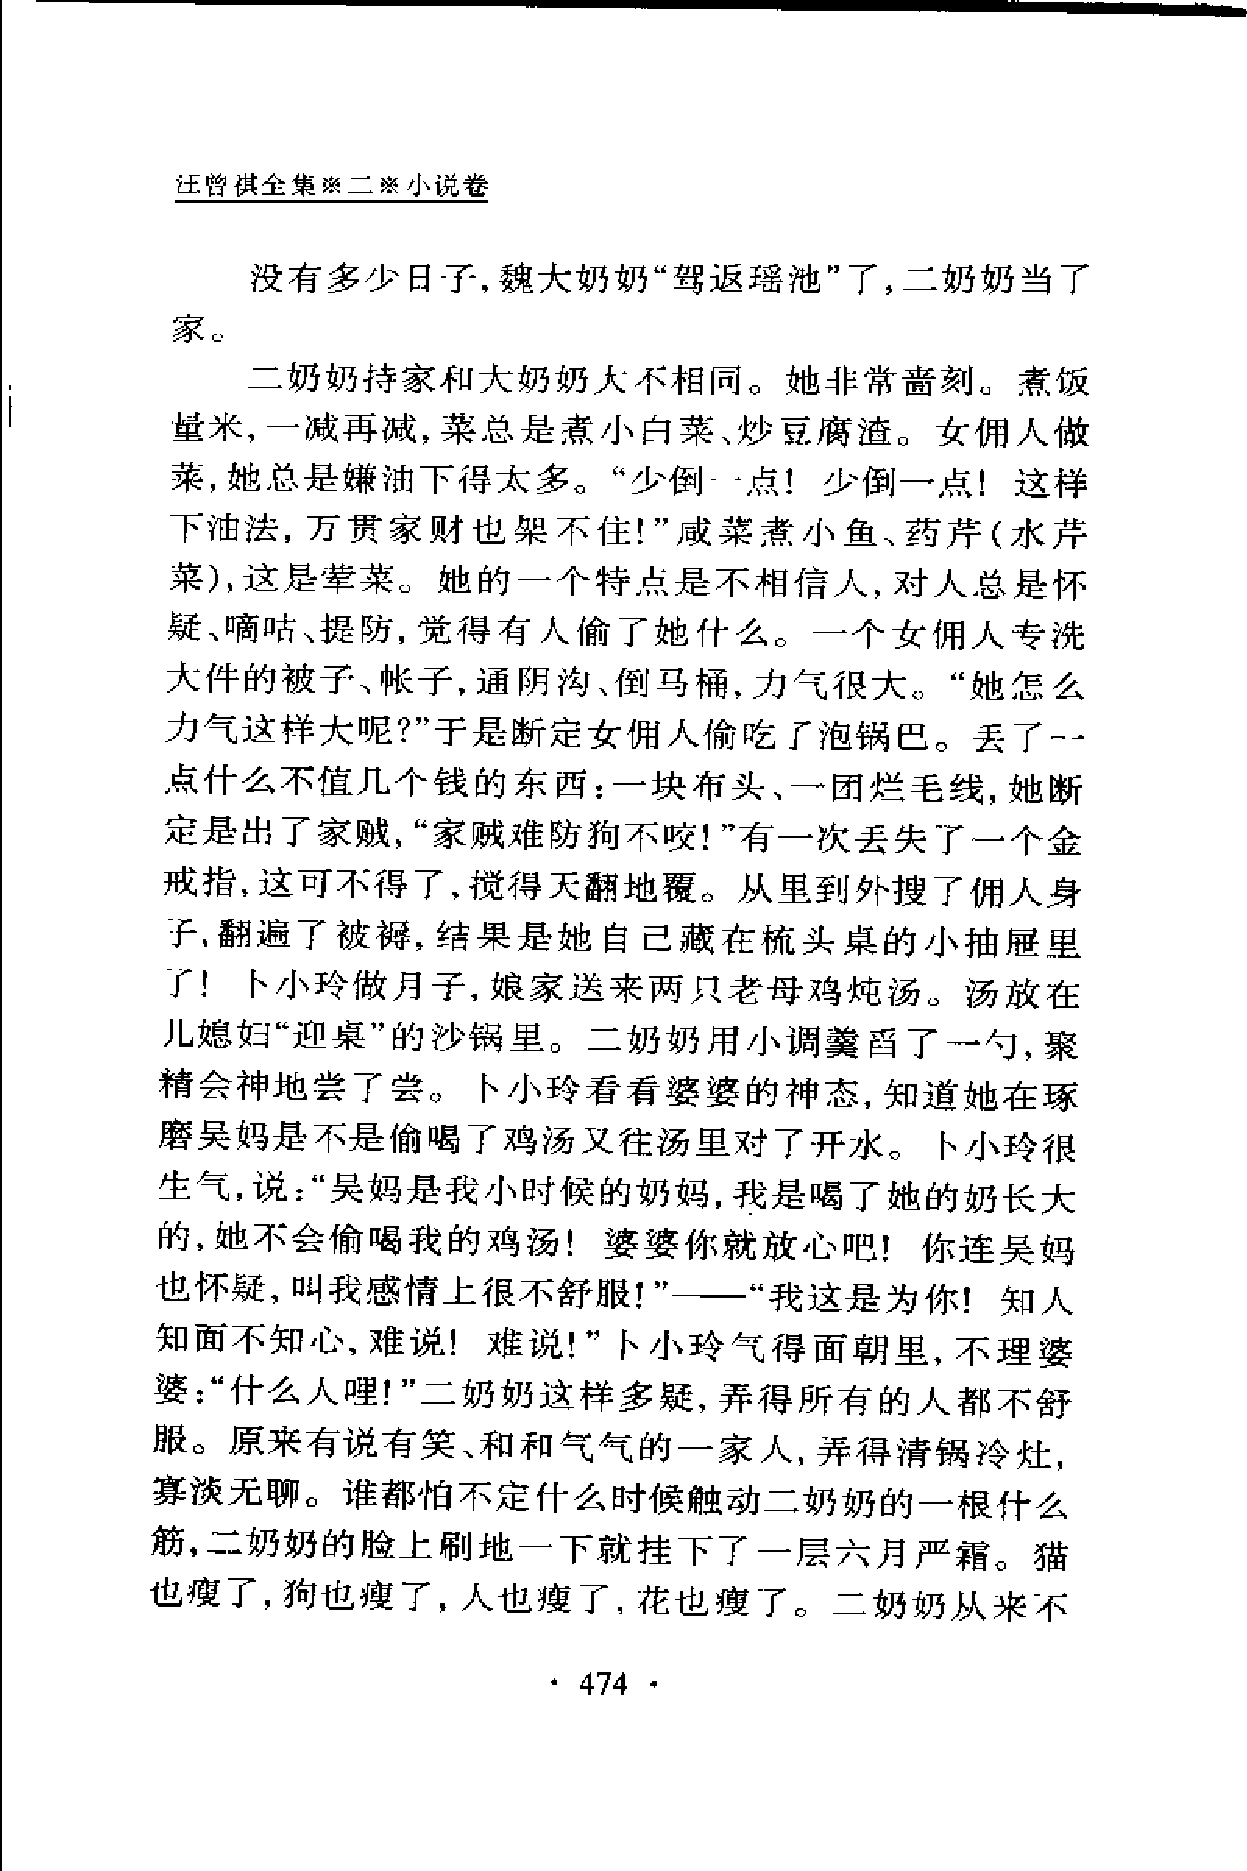 汪曾祺全集※二※小说卷
没有多少日子,魏大奶奶“驾返瑶池”了,二奶奶当了
家。
二奶奶持家和大奶奶大不相同。她非常啬刻。煮饭
量米,一减再减,菜总是煮小白菜、炒豆腐渣。女佣人做
菜,她总是嫌油下得太多。“少倒一点! 少倒一点! 这样
下油法,万贯家财也架不住!”咸菜煮小鱼、药芹(水芹
菜),这是荤菜。她的一个特点是不相信人,对人总是怀
疑、嘀咕、提防,觉得有人偷了她什么。一个女佣人专洗
大件的被子、帐子,通阴沟、倒马桶,力气很大。“她怎么
力气这样大呢?”于是断定女佣人偷吃了泡锅巴。丢了一
点什么不值几个钱的东西:一块布头、一团烂毛线,她断
定是出了家贼,“家贼难防狗不咬!”有一次丢失了一个金
戒指,这可不得了,搅得天翻地覆。从里到外搜了佣人身
子,翻遍了被褥,结果是她自己藏在梳头桌的小抽屉里
了! 卜小玲做月子,娘家送来两只老母鸡炖汤。汤放在
儿媳妇“迎桌”的沙锅里。二奶奶用小调羹舀了一勺,聚
精会神地尝了尝。卜小玲看看婆婆的神态,知道她在琢
磨吴妈是不是偷喝了鸡汤又往汤里对了开水。卜小玲很
生气,说:“吴妈是我小时候的奶妈,我是喝了她的奶长大
的,她不会偷喝我的鸡汤! 婆婆你就放心吧! 你连吴妈
也怀疑,叫我感情上很不舒服!”——“我这是为你! 知人
知面不知心,难说! 难说!”卜小玲气得面朝里,不理婆
婆:“什么人哩!”二奶奶这样多疑,弄得所有的人都不舒
服。原来有说有笑、和和气气的一家人,弄得清锅冷灶,
寡淡无聊。谁都怕不定什么时候触动二奶奶的一根什么
筋,二奶奶的脸上刷地一下就挂下了一层六月严霜。猫
也瘦了,狗也瘦了,人也瘦了,花也瘦了。二奶奶从来不
· 474 ·